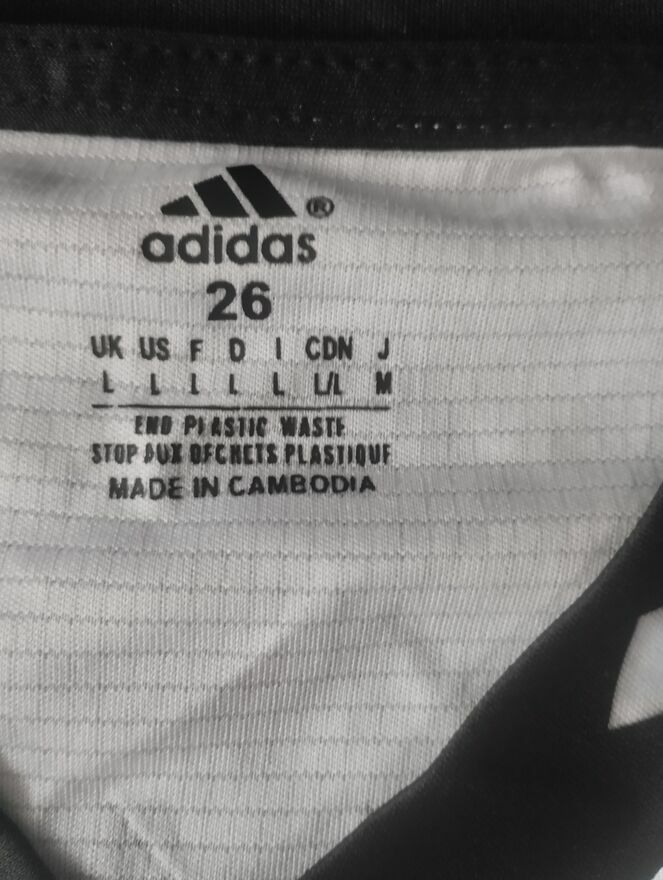 adidas®
26
UK US F D I CDN J
L L L L L L/L M
END PLASTIC WASTE
STOP AUX DECHETS PLASTIQUE
MADE IN CAMBODIA